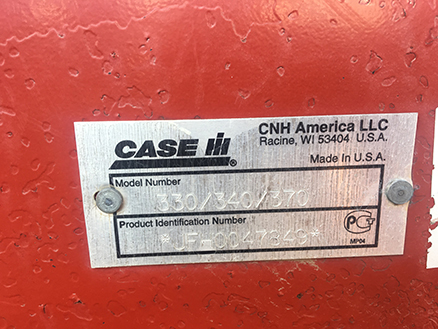 CASE IH
CNH America LLC
Racine, WI 53404 U.S.A.
Made In U.S.A.
Model Number
330/340/370
Product Identification Number
MP04